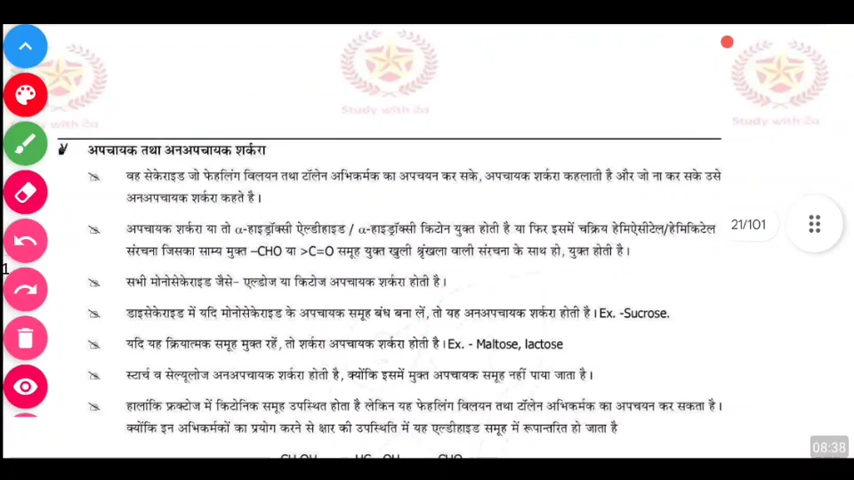 Study with २a
Study with २a
Study with २a
अपचायक तथा अनअपचायक शर्करा
वह सेकेराइड जो फेहलिंग विलयन तथा टॉलेन अभिकर्मक का अपचयन कर सके, अपचायक शर्करा कहलाती है और जो ना कर सके उसे
अनअपचायक शर्करा कहते है।
अपचायक शर्करा या तो α-हाइड्रॉक्सी ऐल्डीहाइड / α-हाइड्रॉक्सी किटोन युक्त होती है या फिर इसमें चक्रिय हेमिऐसीटेल/हेमिकिटेल
21/101
संरचना जिसका साम्य मुक्त –CHO या >C=O समूह युक्त खुली श्रृंखला वाली संरचना के साथ हो, युक्त होती है।
1
सभी मोनोसेकेराइड जैसे– एल्डोज या किटोज अपचायक शर्करा होती है।
डाइसेकेराइड में यदि मोनोसेकेराइड के अपचायक समूह बंध बना लें, तो यह अनअपचायक शर्करा होती है। Ex. -Sucrose.
यदि यह क्रियात्मक समूह मुक्त रहें, तो शर्करा अपचायक शर्करा होती है। Ex. - Maltose, lactose
स्टार्च व सेल्यूलोज अनअपचायक शर्करा होती है, क्योंकि इसमें मुक्त अपचायक समूह नहीं पाया जाता है।
हालांकि फ्रक्टोज में किटोनिक समूह उपस्थित होता है लेकिन यह फेहलिंग विलयन तथा टॉलेन अभिकर्मक का अपचयन कर सकता है।
क्योंकि इन अभिकर्मकों का प्रयोग करने से क्षार की उपस्थिति में यह एल्डीहाइड समूह में रूपान्तरित हो जाता है
08:38